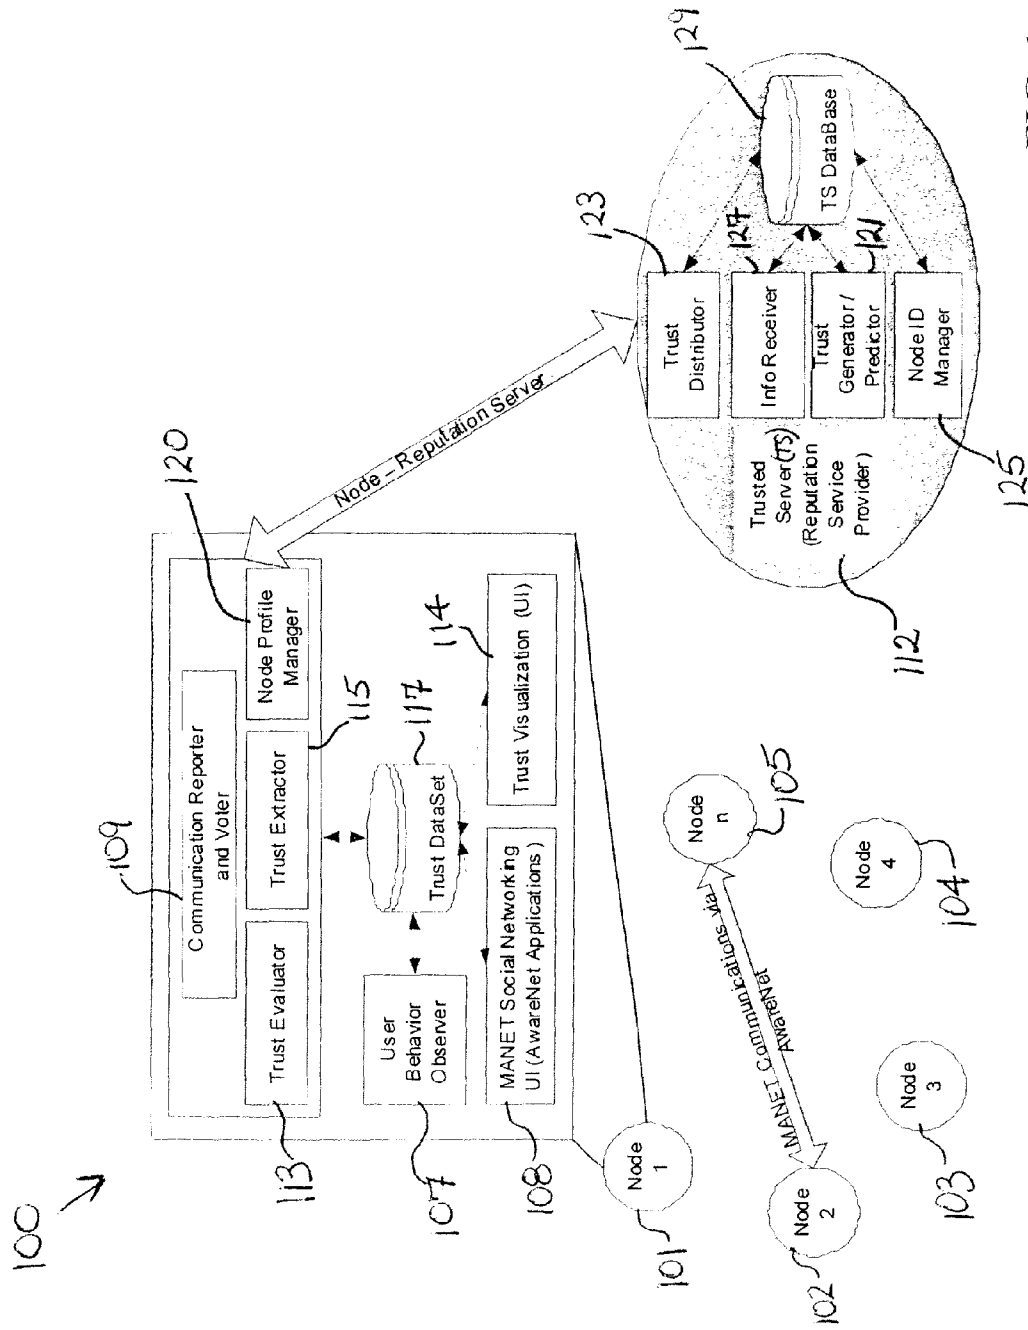 100
109
Communication Reporter
and Voter
120
Trust Evaluator
Trust Extractor
Node Profile
Manager
113
115
User
Behavior
Observer
107
Trust DataSet
117
114
MANET Social Networking
UI (AwareNet Applications)
108
Trust Visualization (UI)
Node – Reputation Server
Node
1
101
Node
2
102
Node
3
103
Node
4
104
Node
n
105
MANET Communications via
AwareNet
123
Trust
Distributor
127
Info Receiver
121
Trust
Generator /
Predictor
Node ID
Manager
125
TS DataBase
129
Trusted
Server (TS)
(Reputation
Service
Provider)
112